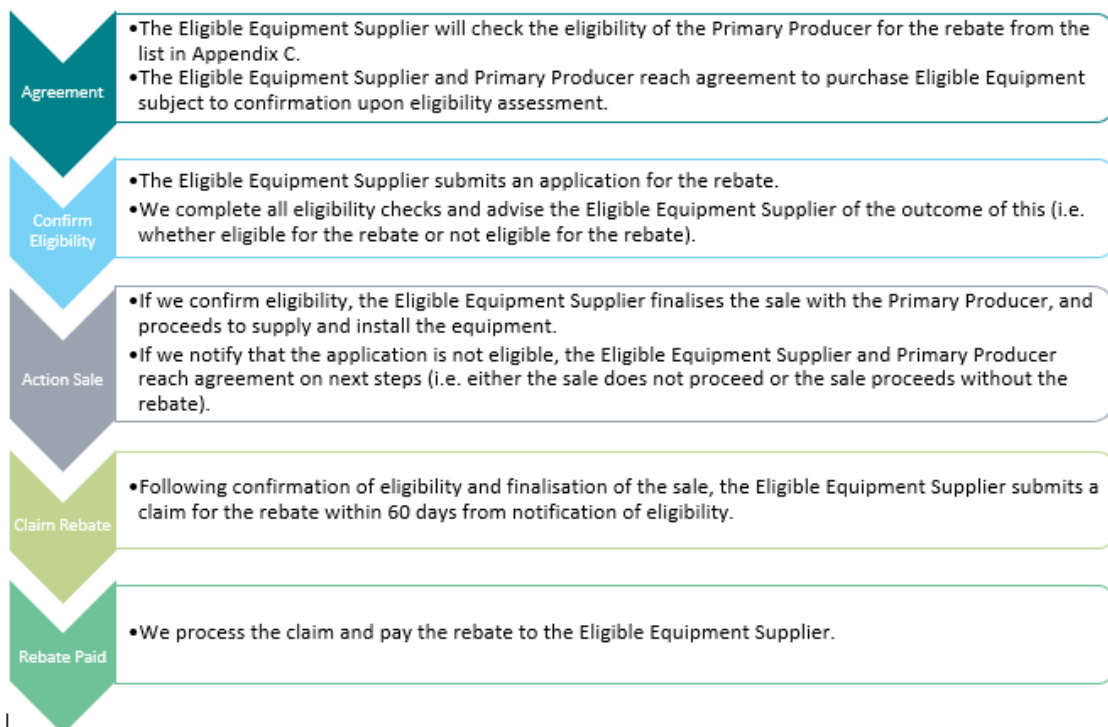 Agreement
•The Eligible Equipment Supplier will check the eligibility of the Primary Producer for the rebate from the
list in Appendix C.
•The Eligible Equipment Supplier and Primary Producer reach agreement to purchase Eligible Equipment
subject to confirmation upon eligibility assessment.
Confirm
Eligibility
•The Eligible Equipment Supplier submits an application for the rebate.
•We complete all eligibility checks and advise the Eligible Equipment Supplier of the outcome of this (i.e.
whether eligible for the rebate or not eligible for the rebate).
Action Sale
•If we confirm eligibility, the Eligible Equipment Supplier finalises the sale with the Primary Producer, and
proceeds to supply and install the equipment.
•If we notify that the application is not eligible, the Eligible Equipment Supplier and Primary Producer
reach agreement on next steps (i.e. either the sale does not proceed or the sale proceeds without the
rebate).
Claim Rebate
•Following confirmation of eligibility and finalisation of the sale, the Eligible Equipment Supplier submits a
claim for the rebate within 60 days from notification of eligibility.
Rebate Paid
•We process the claim and pay the rebate to the Eligible Equipment Supplier.